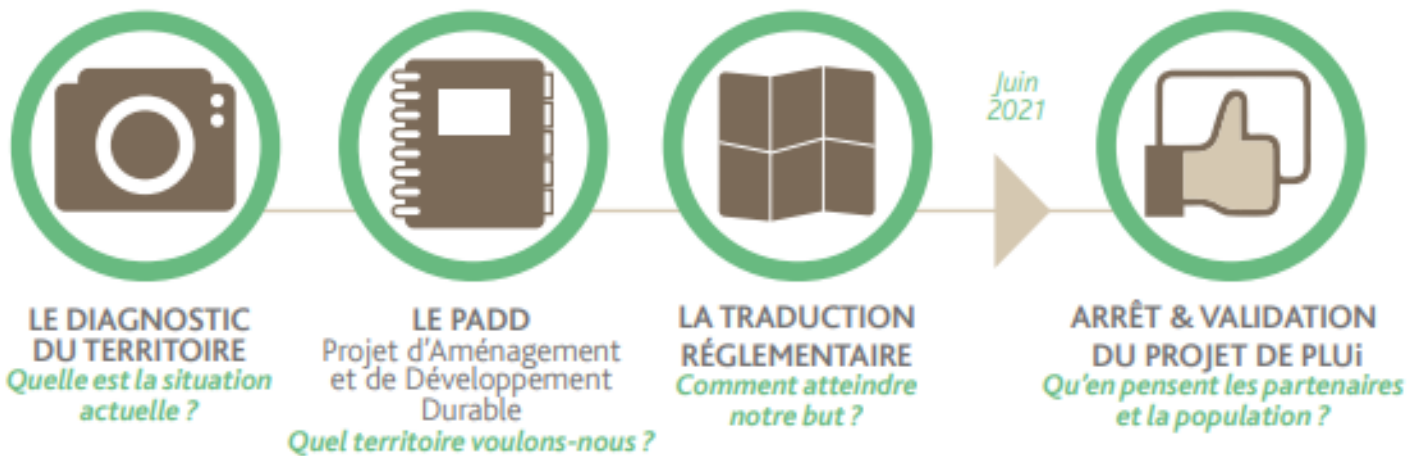 LE DIAGNOSTIC
DU TERRITOIRE
Quelle est la situation
actuelle ?
LE PADD
Projet d'Aménagement
et de Développement
Durable
Quel territoire voulons-nous ?
LA TRADUCTION
RÉGLEMENTAIRE
Comment atteindre
notre but ?
Juin
2021
ARRÊT & VALIDATION
DU PROJET DE PLUi
Qu'en pensent les partenaires
et la population ?